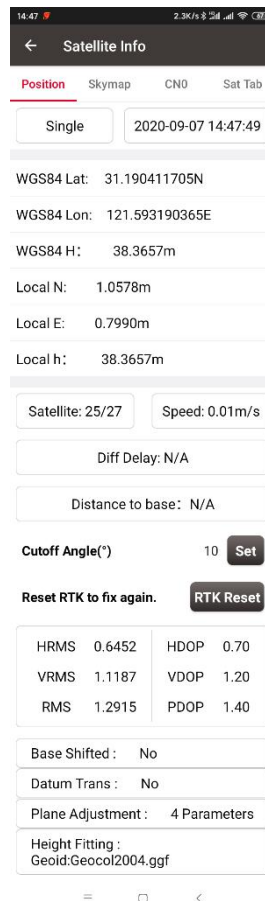 14:47 2.3K/s 67
← Satellite Info
Position Skymap CN0 Sat Tab
Single 2020-09-07 14:47:49
WGS84 Lat: 31.190411705N
WGS84 Lon: 121.593190365E
WGS84 H: 38.3657m
Local N: 1.0578m
Local E: 0.7990m
Local h: 38.3657m
Satellite: 25/27 Speed: 0.01m/s
Diff Delay: N/A
Distance to base: N/A
Cutoff Angle(°) 10 Set
Reset RTK to fix again. RTK Reset
HRMS 0.6452 HDOP 0.70
VRMS 1.1187 VDOP 1.20
RMS 1.2915 PDOP 1.40
Base Shifted : No
Datum Trans : No
Plane Adjustment : 4 Parameters
Height Fitting :
Geoid:Geocol2004.ggf